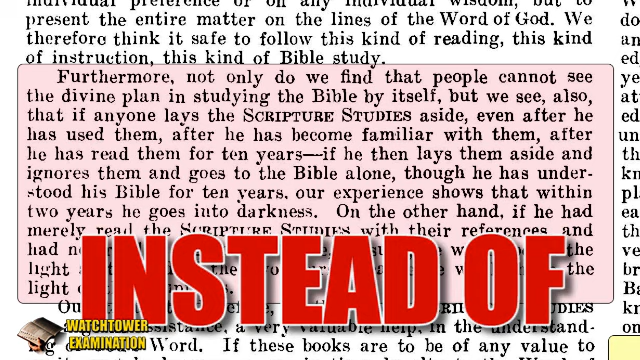 individual preference or on any individual wisdom, but to
present the entire matter on the lines of the Word of God. We
therefore think it safe to follow this kind of reading, this kind
of instruction, this kind of Bible study.
Furthermore, not only do we find that people cannot see
the divine plan in studying the Bible by itself, but we see, also,
that if anyone lays the SCRIPTURE STUDIES aside, even after he
has used them, after he has become familiar with them, after
he has read them for ten years—if he then lays them aside and
ignores them and goes to the Bible alone, though he has under-
stood his Bible for ten years, our experience shows that within
two years he goes into darkness. On the other hand, if he had
merely read the SCRIPTURE STUDIES with their references, and
had
the
light
the
light
INSTEAD OF
STUDIES
assistance, a very valuable help, in the understand-
Word. If these books are to be of any value to
WATCHTOWER
EXAMINATION